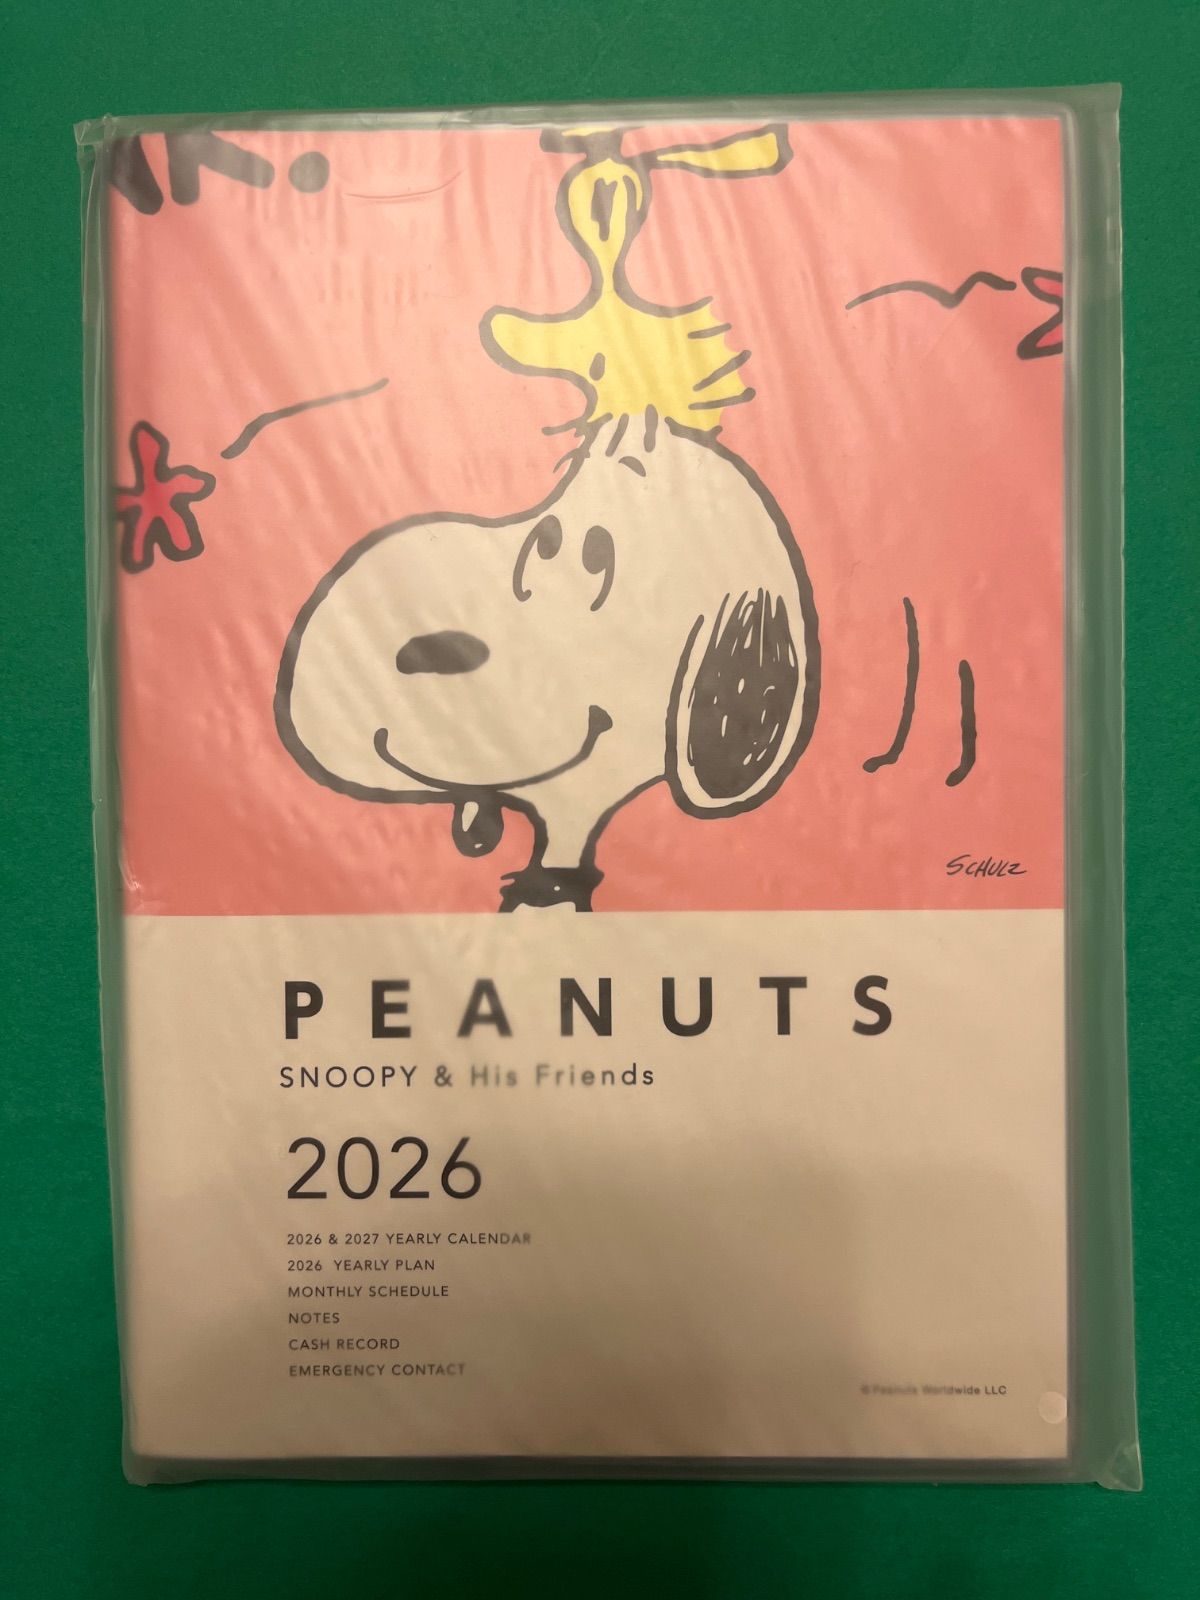 SCHULZ
PEANUTS
SNOOPY & His Friends
2026
2026 & 2027 YEARLY CALENDAR
2026 YEARLY PLAN
MONTHLY SCHEDULE
NOTES
CASH RECORD
EMERGENCY CONTACT
©Peanuts Worldwide LLC